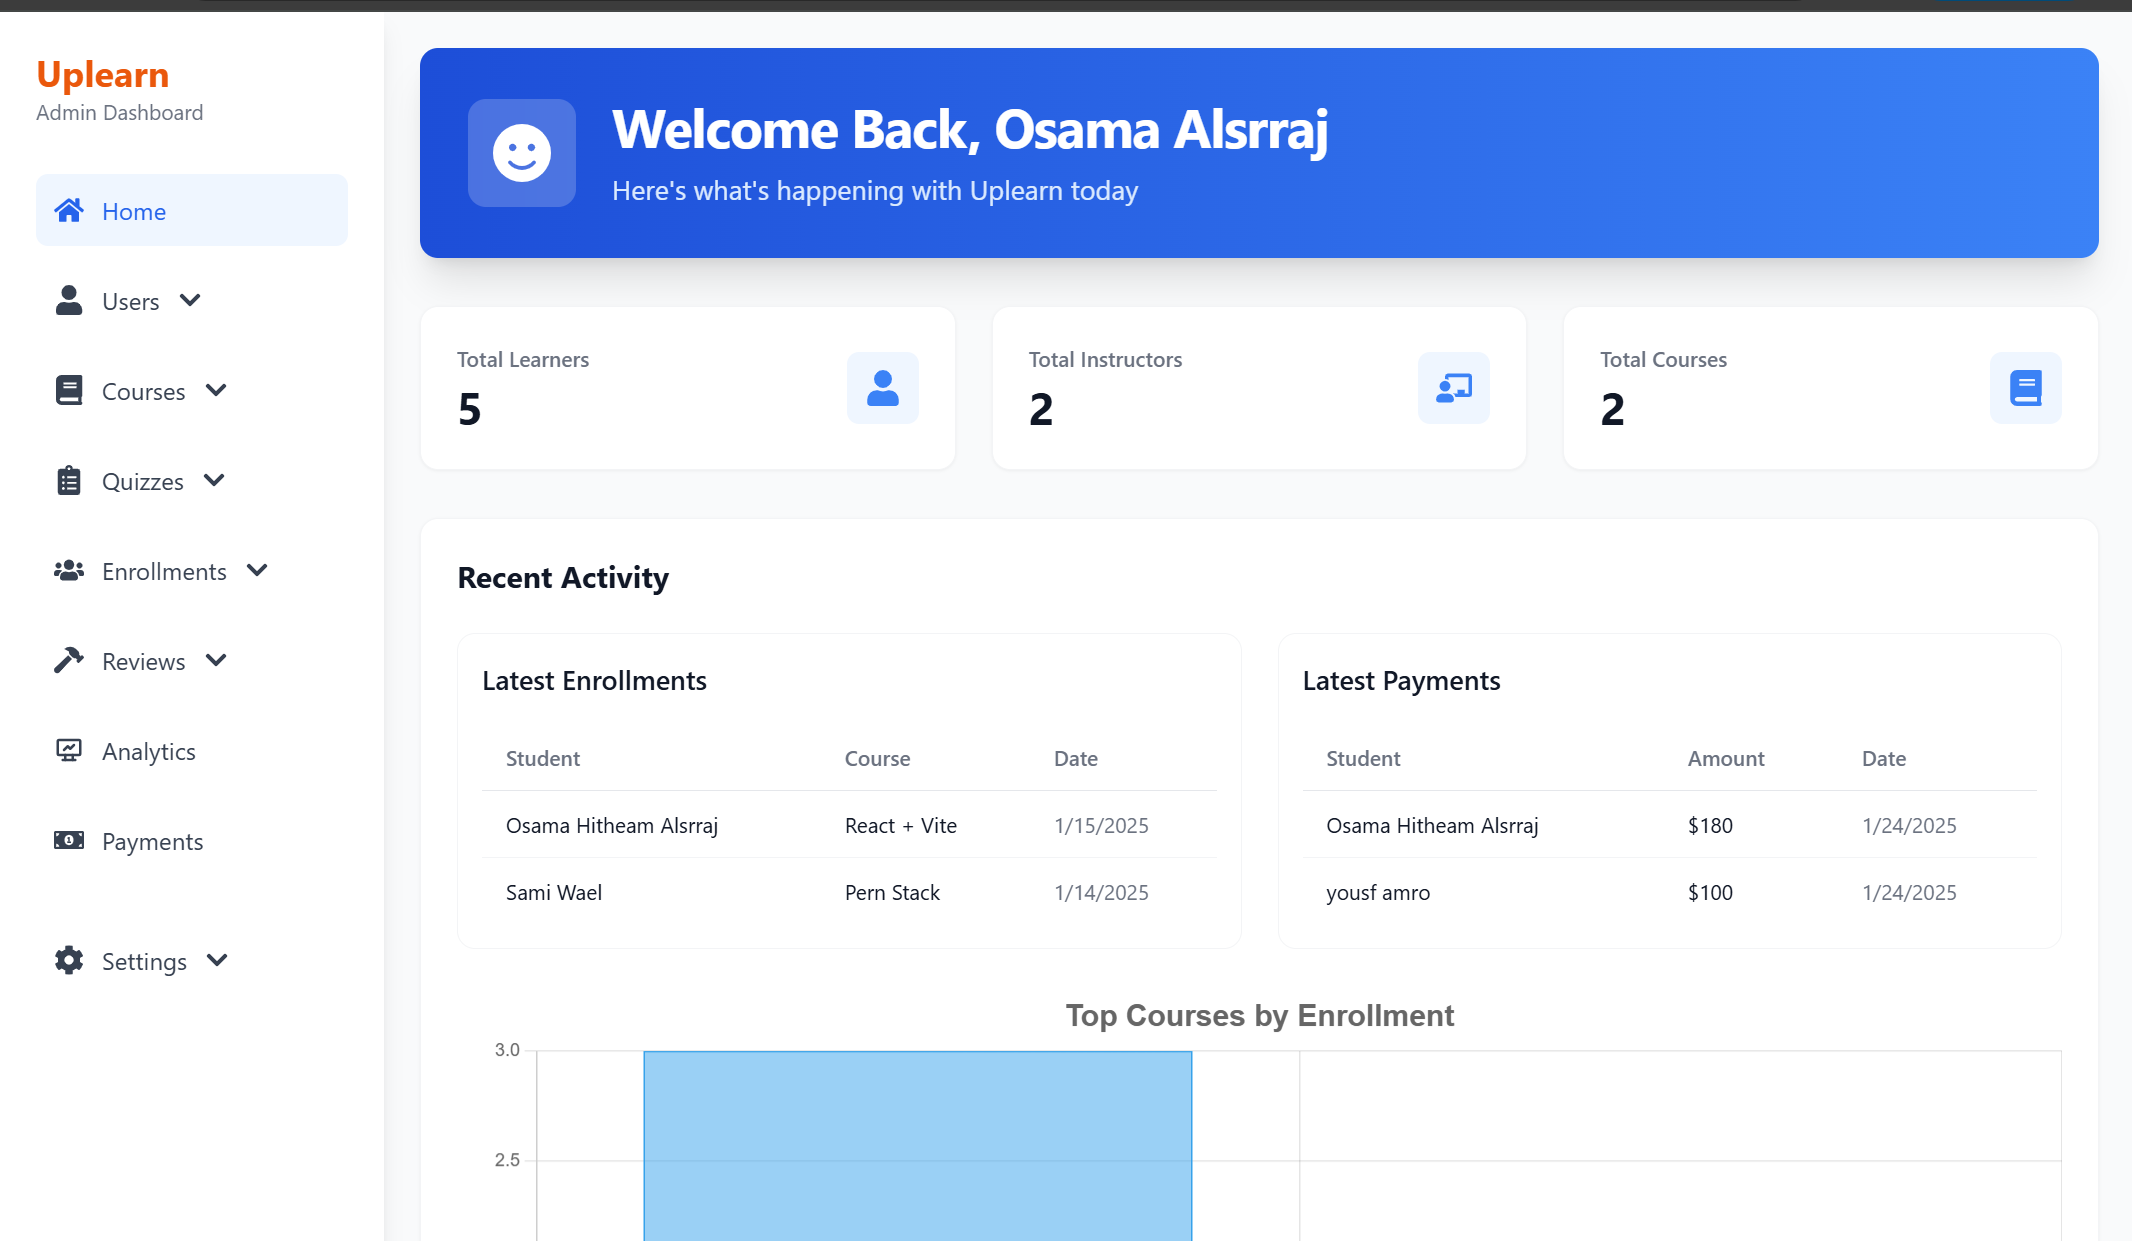 Uplearn
Admin Dashboard
Home
Users
Courses
Quizzes
Enrollments
Reviews
Analytics
Payments
Settings
Welcome Back, Osama Alsrraj
Here's what's happening with Uplearn today
Total Learners
5
Total Instructors
2
Total Courses
2
Recent Activity
Latest Enrollments
Student Course Date
Osama Hitheam Alsrraj React + Vite 1/15/2025
Sami Wael Pern Stack 1/14/2025
Latest Payments
Student Amount Date
Osama Hitheam Alsrraj $180 1/24/2025
yousf amro $100 1/24/2025
Top Courses by Enrollment
3.0
2.5